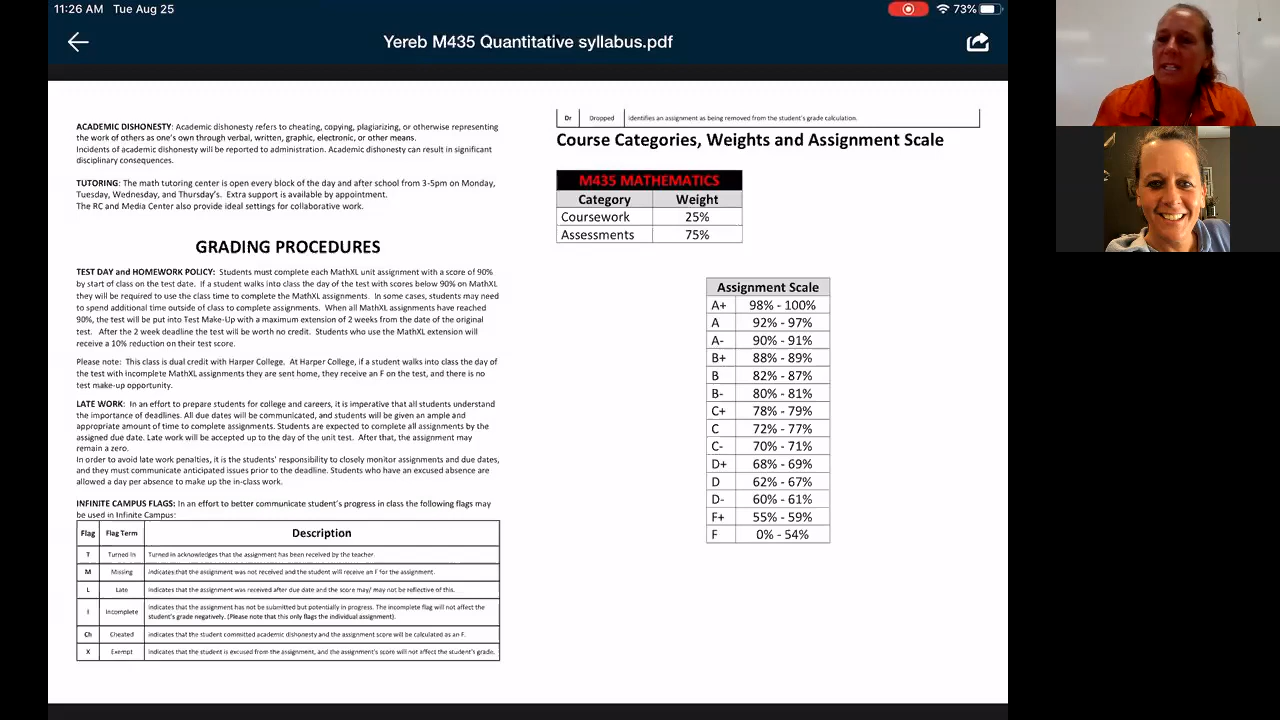 11:26 AM Tue Aug 25
73%
Yereb M435 Quantitative syllabus.pdf
ACADEMIC DISHONESTY: Academic dishonesty refers to cheating, copying, plagiarizing, or otherwise representing
the work of others as one's own through verbal, written, graphic, electronic, or other means.
Incidents of academic dishonesty will be reported to administration. Academic dishonesty can result in significant
disciplinary consequences.
TUTORING: The math tutoring center is open every block of the day and after school from 3-5pm on Monday,
Tuesday, Wednesday, and Thursday's. Extra support is available by appointment.
The RC and Media Center also provide ideal settings for collaborative work.
GRADING PROCEDURES
TEST DAY and HOMEWORK POLICY: Students must complete each MathXL unit assignment with a score of 90%
by start of class on the test date. If a student walks into class the day of the test with scores below 90% on MathXL
they will be required to use the class time to complete the MathXL assignments. In some cases, students may need
to spend additional time outside of class to complete assignments. When all MathXL assignments have reached
90%, the test will be put into Test Make-Up with a maximum extension of 2 weeks from the date of the original
test. After the 2 week deadline the test will be worth no credit. Students who use the MathXL extension will
receive a 10% reduction on their test score.
Please note: This class is dual credit with Harper College. At Harper College, if a student walks into class the day of
the test with incomplete MathXL assignments they are sent home, they receive an F on the test, and there is no
test make-up opportunity.
LATE WORK: In an effort to prepare students for college and careers, it is imperative that all students understand
the importance of deadlines. All due dates will be communicated, and students will be given an ample and
appropriate amount of time to complete assignments. Students are expected to complete all assignments by the
assigned due date. Late work will be accepted up to the day of the unit test. After that, the assignment may
remain a zero.
In order to avoid late work penalties, it is the students' responsibility to closely monitor assignments and due dates,
and they must communicate anticipated issues prior to the deadline. Students who have an excused absence are
allowed a day per absence to make up the in-class work.
INFINITE CAMPUS FLAGS: In an effort to better communicate student's progress in class the following flags may
be used in Infinite Campus:
Flag Flag Term Description
T Turned In Turned in acknowledges that the assignment has been received by the teacher.
M Missing indicates that the assignment was not received and the student will receive an F for the assignment.
L Late indicates that the assignment was received after due date and the score may/ may not be reflective of this.
I Incomplete indicates that the assignment has not be submitted but potentially in progress. The incomplete flag will not affect the
student's grade negatively. (Please note that this only flags the individual assignment).
Ch Cheated indicates that the student committed academic dishonesty and the assignment score will be calculated as an F.
X Exempt indicates that the student is excused from the assignment, and the assignment's score will not affect the student's grade.
Dr Dropped identifies an assignment as being removed from the student's grade calculation.
Course Categories, Weights and Assignment Scale
M435 MATHEMATICS
Category Weight
Coursework 25%
Assessments 75%
Assignment Scale
A+ 98% - 100%
A 92% - 97%
A- 90% - 91%
B+ 88% - 89%
B 82% - 87%
B- 80% - 81%
C+ 78% - 79%
C 72% - 77%
C- 70% - 71%
D+ 68% - 69%
D 62% - 67%
D- 60% - 61%
F+ 55% - 59%
F 0% - 54%